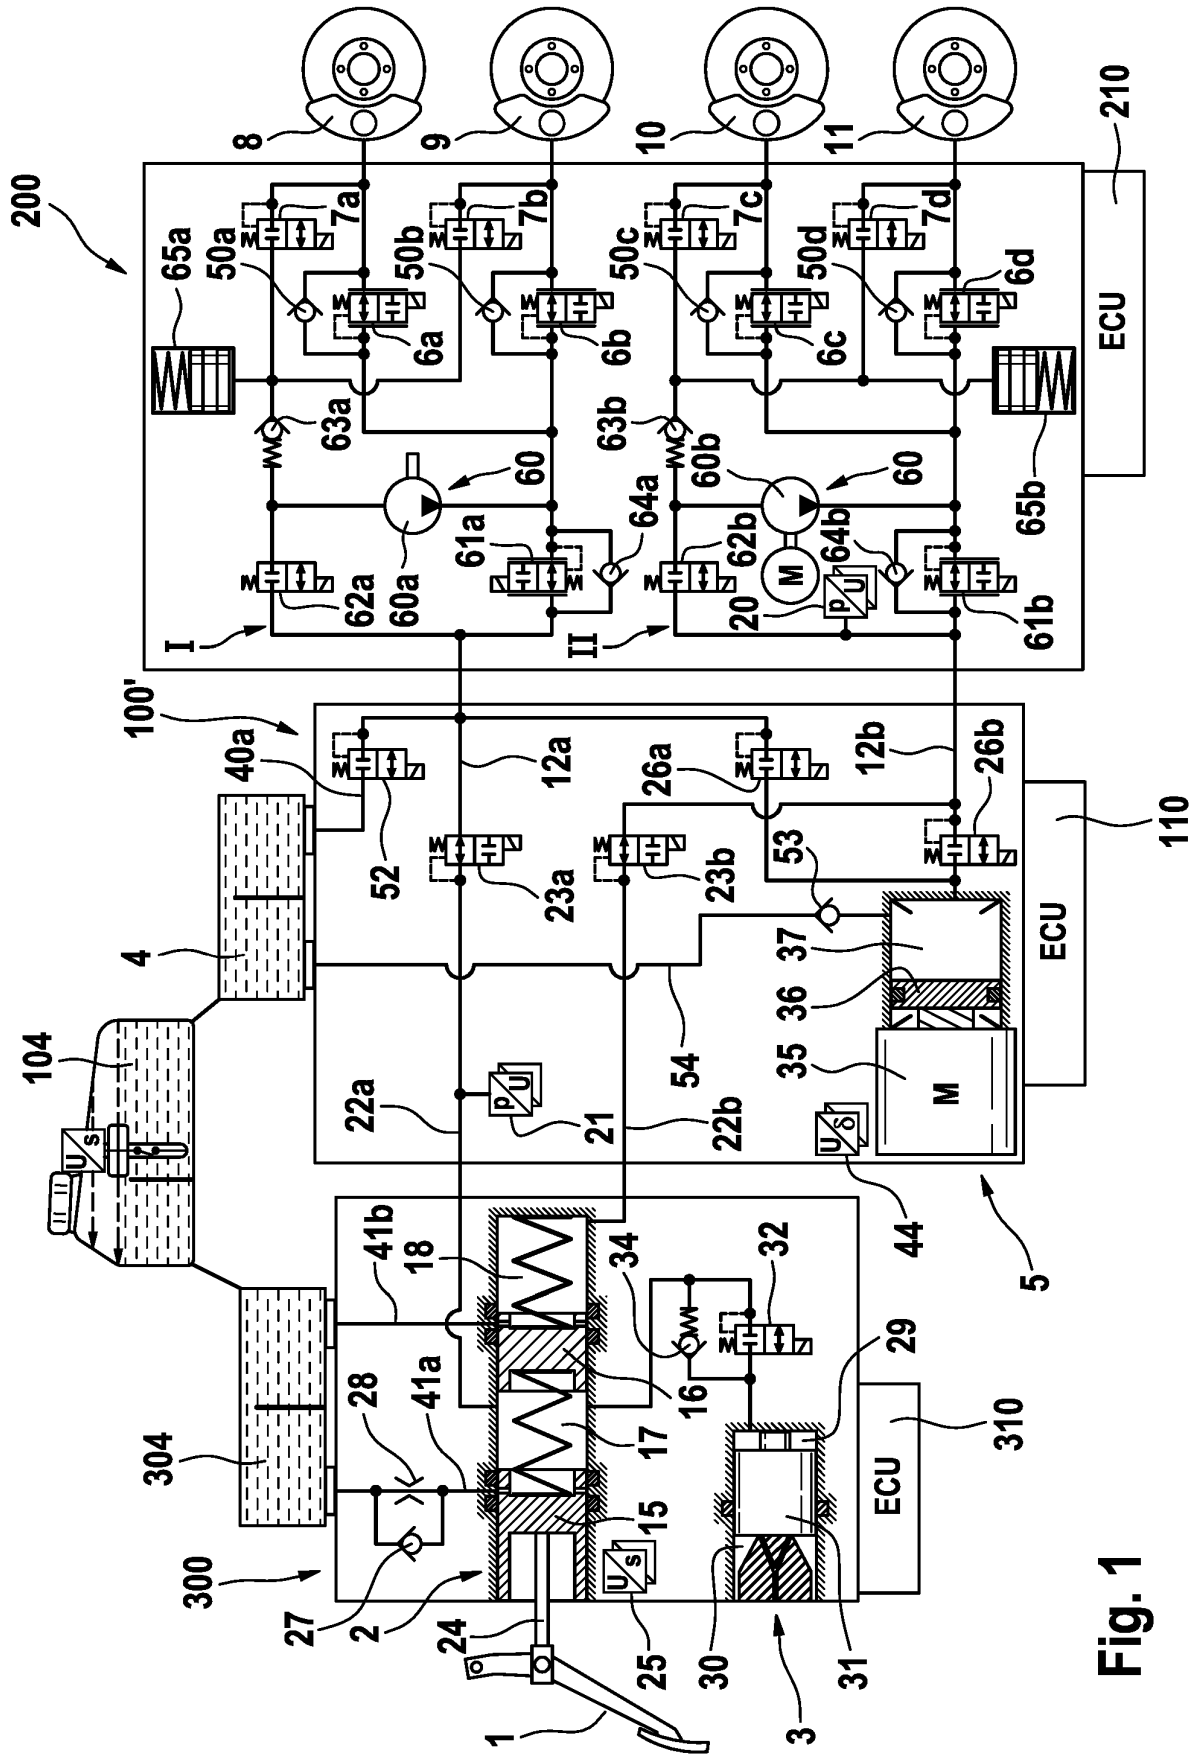 200
65a
50a
7a
8
6a
63a
50b
7b
9
6b
60
64a
61a
60a
62a
I
50c
7c
10
6c
63b
60b
60
62b
M
64b
20
p
U
II
50d
7d
11
6d
65b
61b
ECU
210
100'
40a
52
12a
23a
26a
23b
53
12b
26b
37
36
35
M
54
U
δ
44
5
ECU
110
4
104
U
s
22a
p
U
21
22b
41b
18
41a
28
304
27
300
2
24
1
17
16
15
U
s
25
34
32
29
30
31
3
ECU
310
Fig. 1